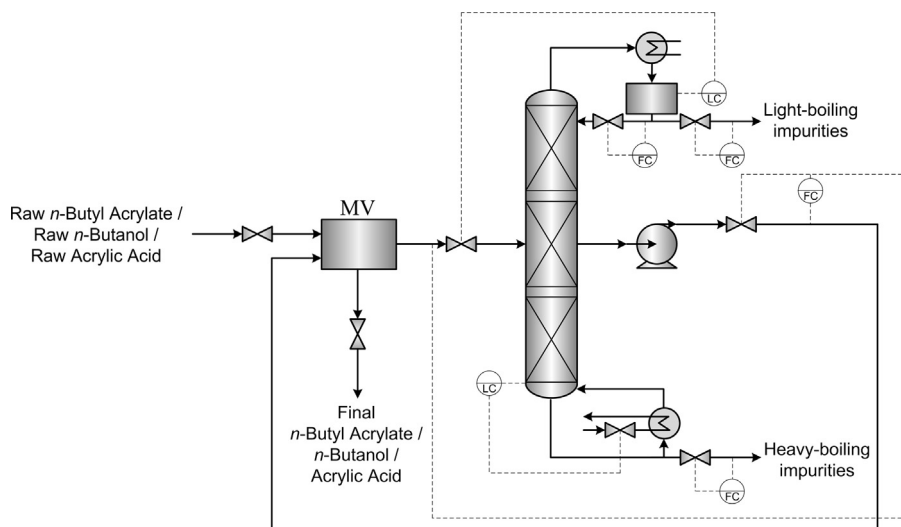 LC
Light-boiling
impurities
FC
FC
FC
Raw n-Butyl Acrylate /
Raw n-Butanol /
Raw Acrylic Acid
MV
LC
Final
n-Butyl Acrylate /
n-Butanol /
Acrylic Acid
Heavy-boiling
impurities
FC